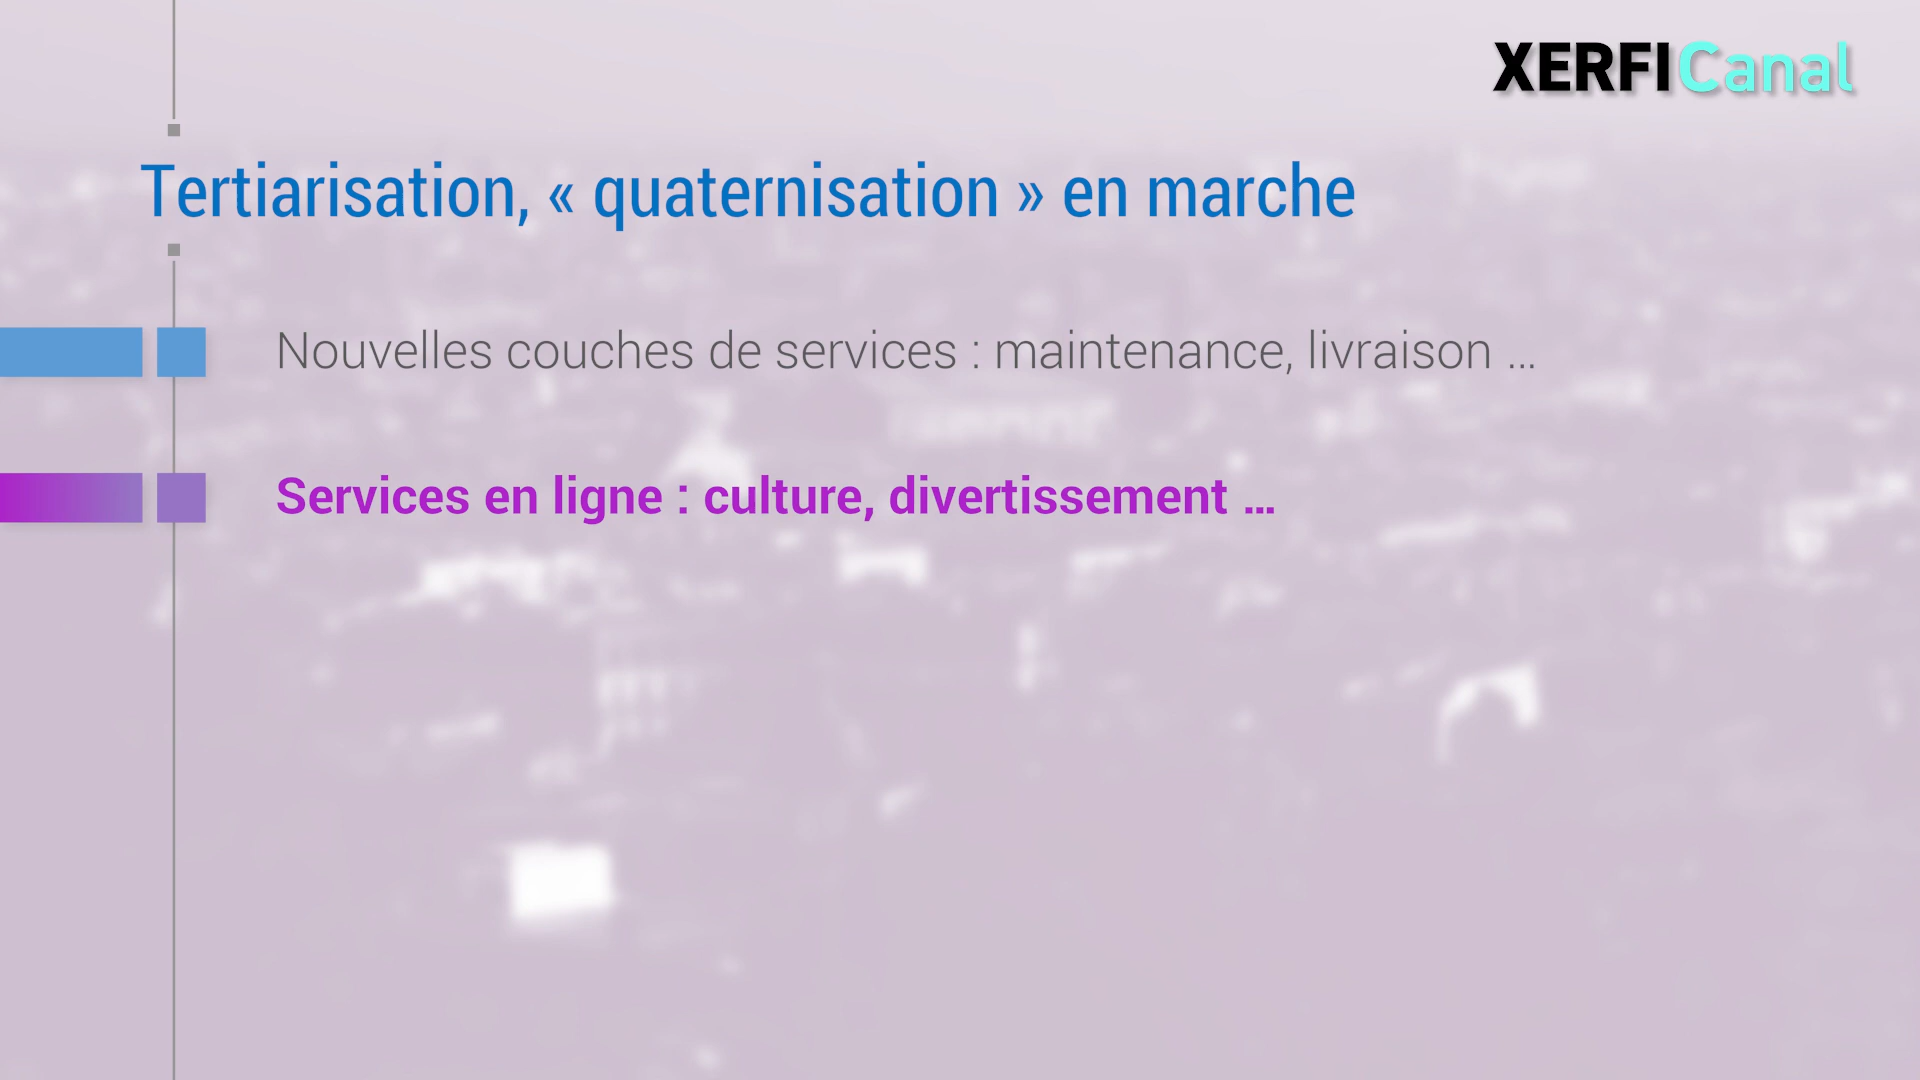 XERFI Canal
Tertiarisation, « quaternisation » en marche
Nouvelles couches de services : maintenance, livraison ...
Services en ligne : culture, divertissement ...